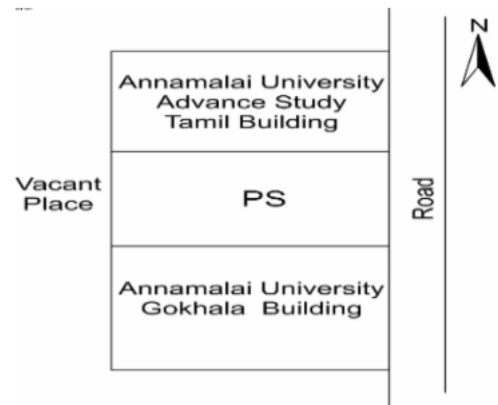 N
Annamalai University
Advance Study
Tamil Building
Vacant
Place
PS
Road
Annamalai University
Gokhala Building